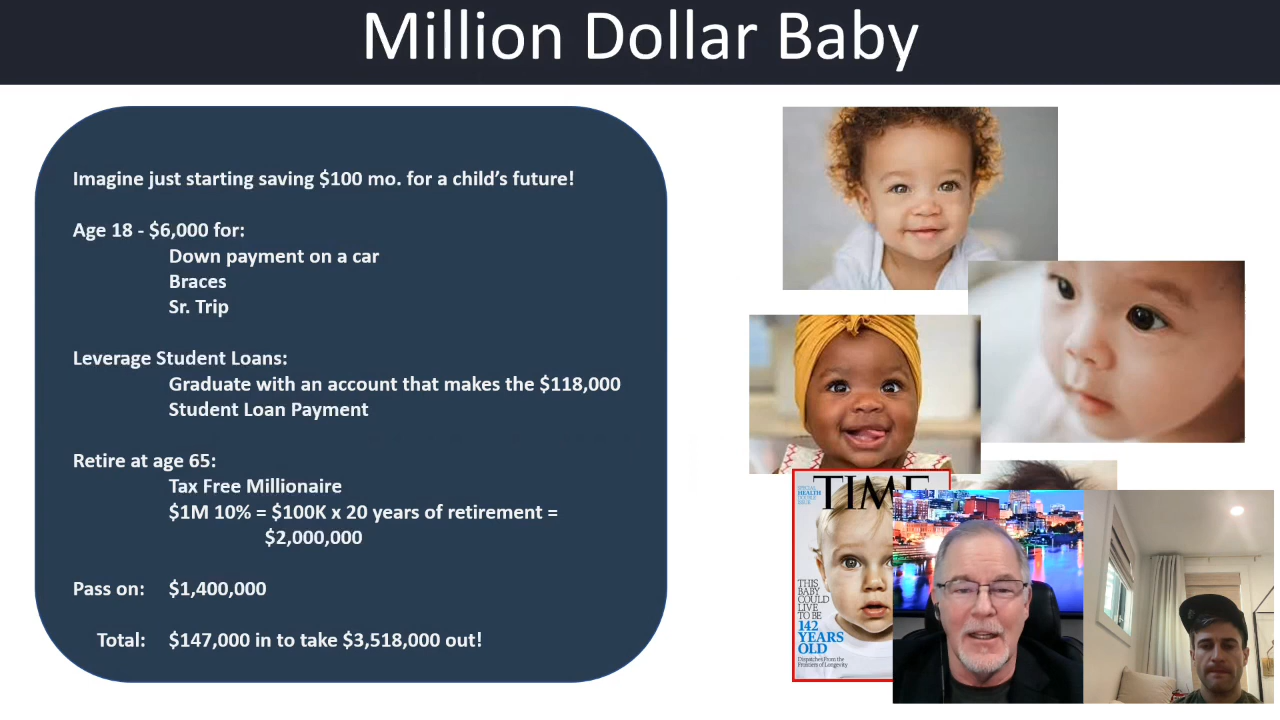 Million Dollar Baby
Imagine just starting saving $100 mo. for a child’s future!
Age 18 - $6,000 for:
Down payment on a car
Braces
Sr. Trip
Leverage Student Loans:
Graduate with an account that makes the $118,000
Student Loan Payment
Retire at age 65:
Tax Free Millionaire
$1M 10% = $100K x 20 years of retirement =
$2,000,000
Pass on: $1,400,000
Total: $147,000 in to take $3,518,000 out!
SPECIAL
HEALTH
DOUBLE
ISSUE
TIME
THIS
BABY
COULD
LIVE
TO BE
142
YEARS
OLD
Dispatches From the
Frontiers of Longevity